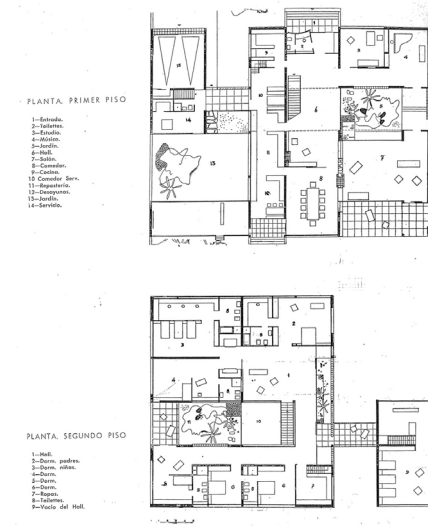 PLANTA. PRIMER PISO
1—Entrada.
2—Toilettes.
3—Estudio.
4—Música.
5—Jardín.
6—Hall.
7—Salón.
8—Comedor.
9—Cocina.
10 Comedor Serv.
11—Repostería.
12—Desayunos.
13—Jardín.
14—Servicio.
PLANTA. SEGUNDO PISO
1—Hall.
2—Dorm. padres.
3—Dorm. niñas.
4—Dorm.
5—Dorm.
6—Dorm.
7—Ropas.
8—Toilettes.
9—Vacío del Hall.